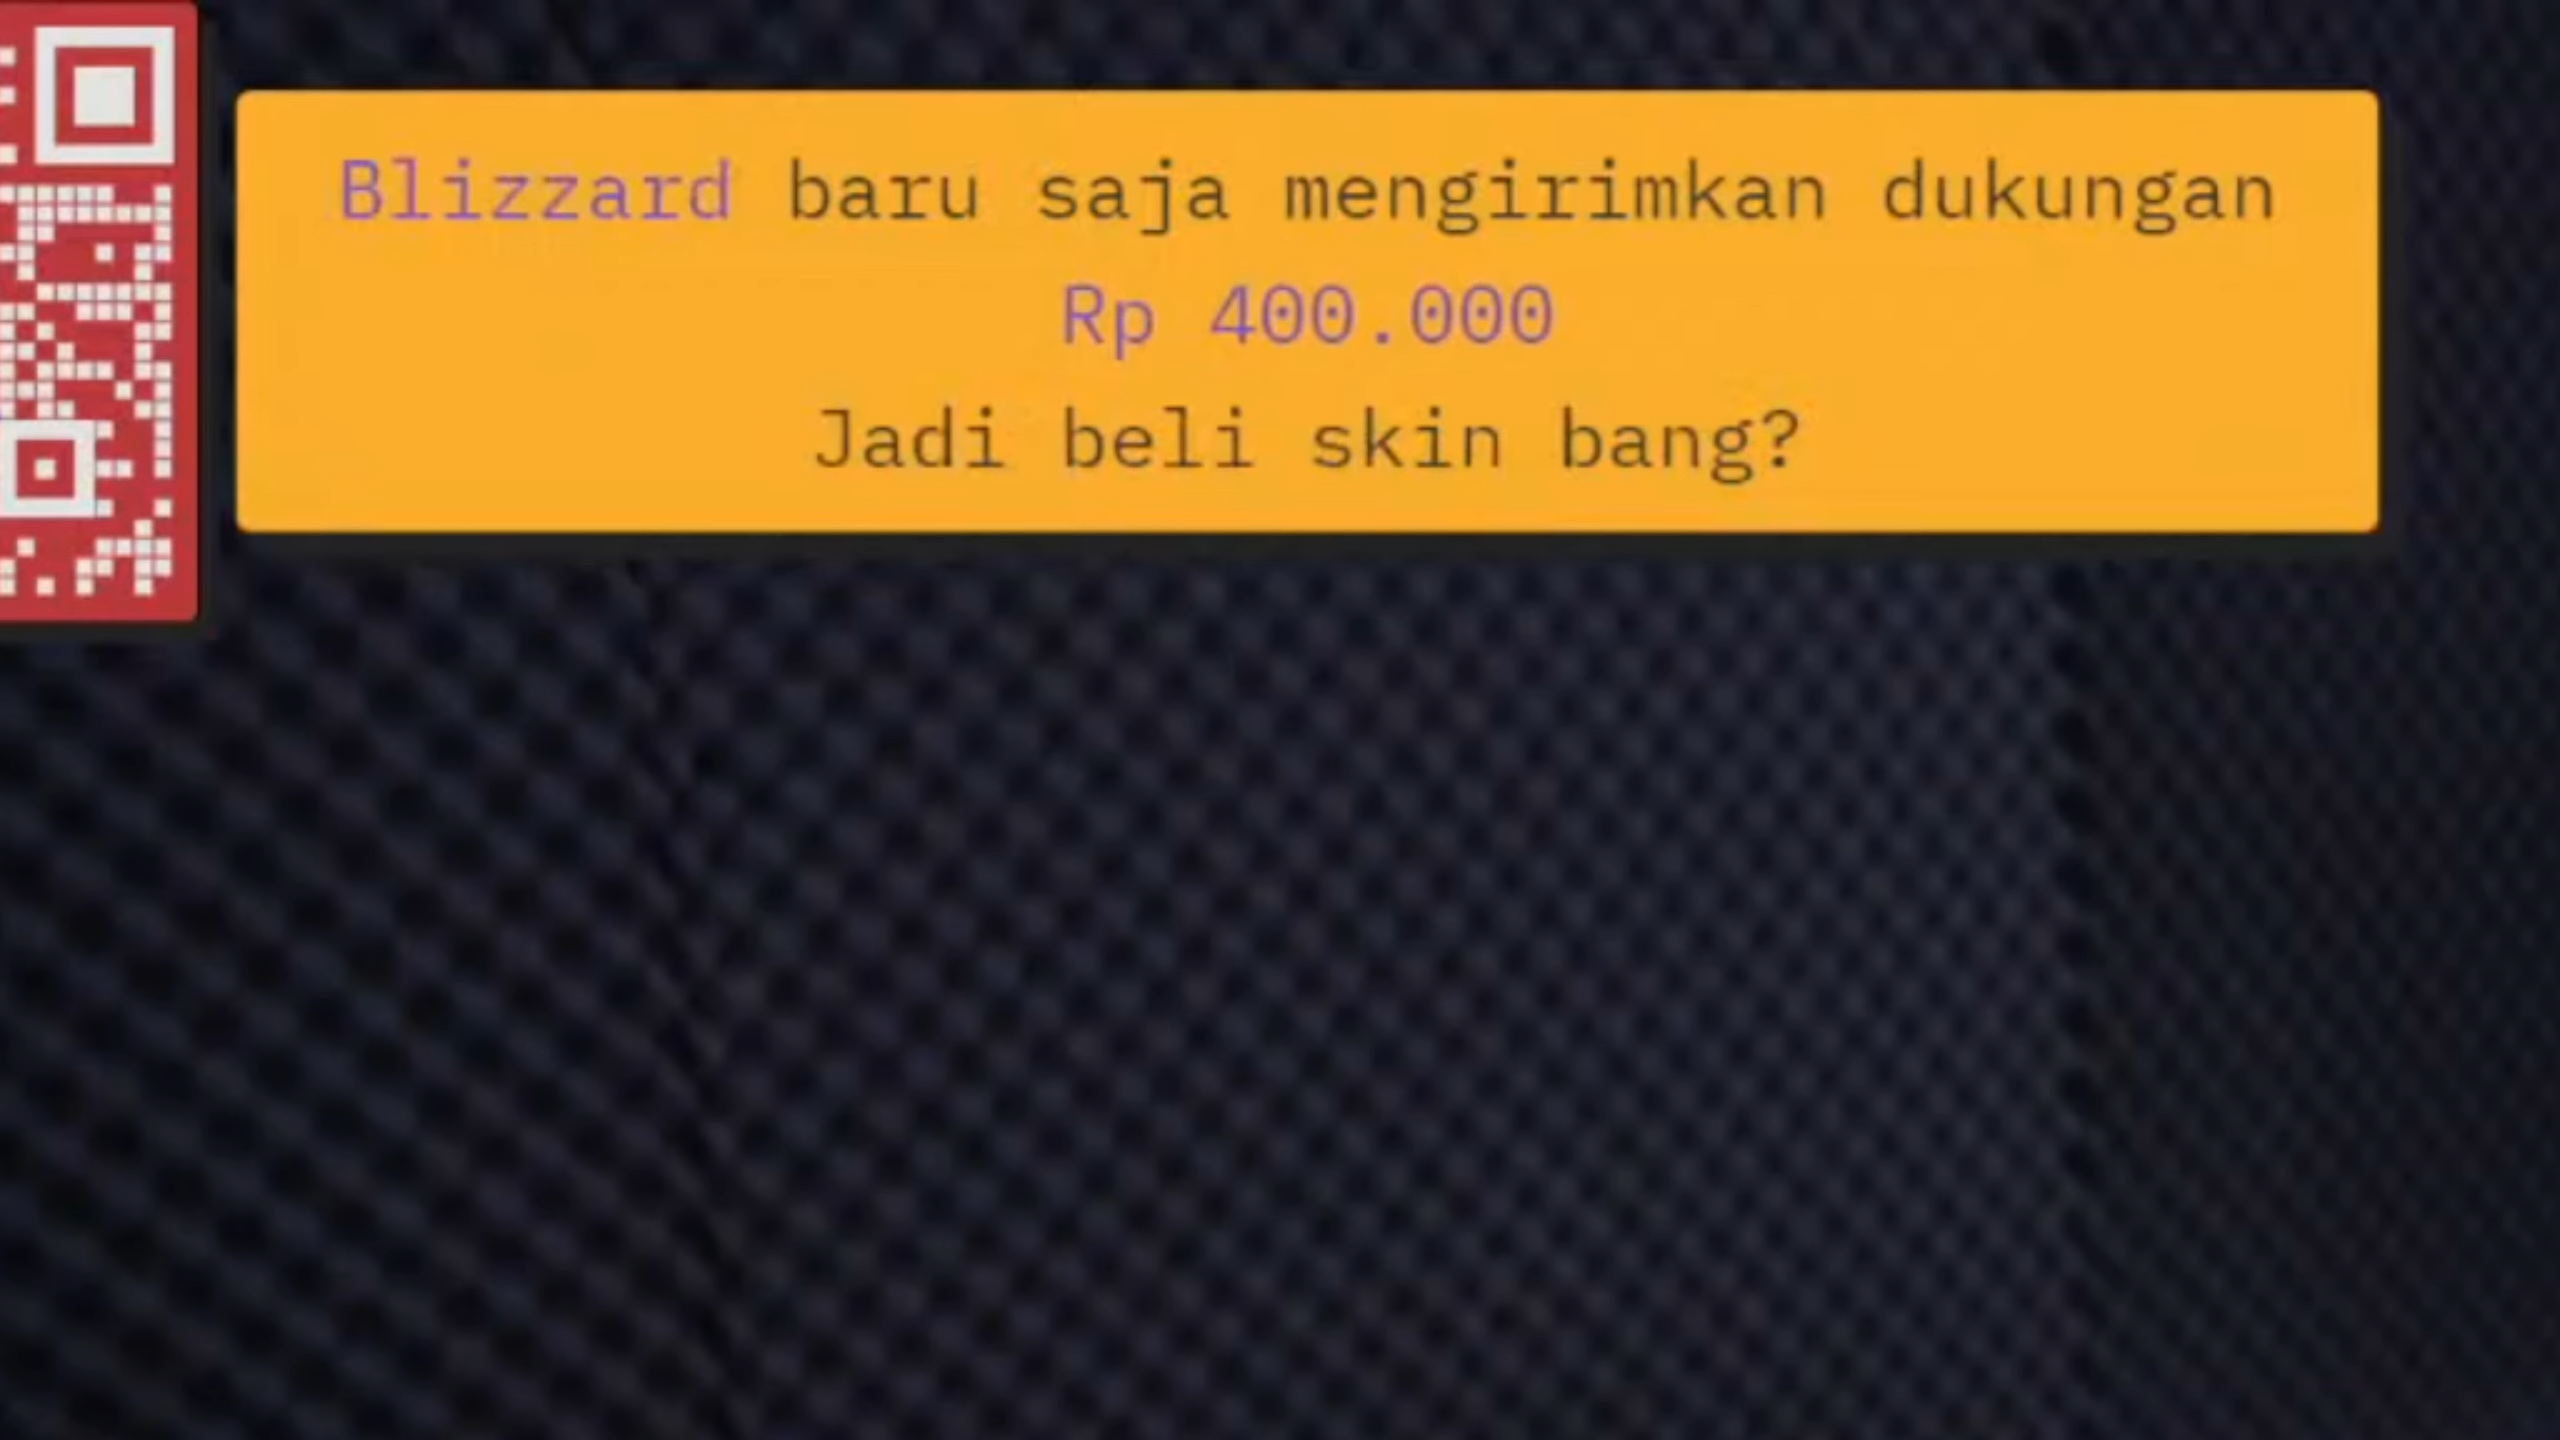 Blizzard baru saja mengirimkan dukungan
Rp 400.000
Jadi beli skin bang?